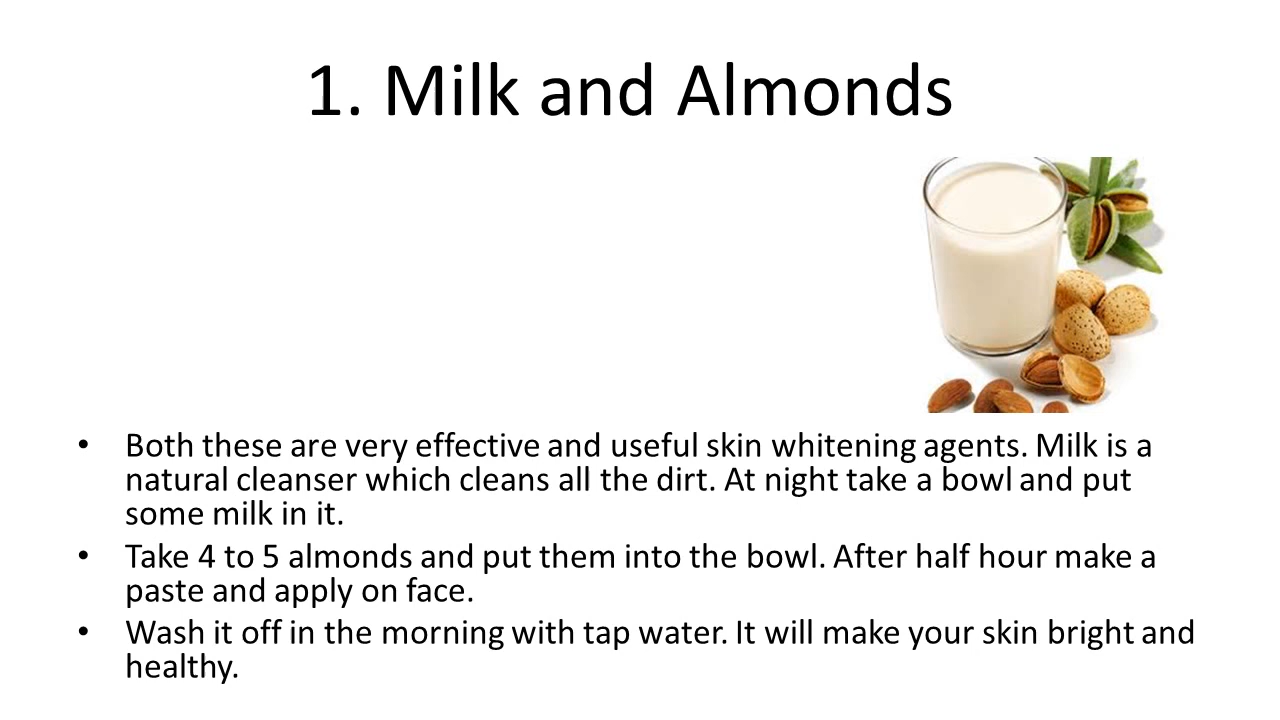 1. Milk and Almonds
• Both these are very effective and useful skin whitening agents. Milk is a
natural cleanser which cleans all the dirt. At night take a bowl and put
some milk in it.
• Take 4 to 5 almonds and put them into the bowl. After half hour make a
paste and apply on face.
• Wash it off in the morning with tap water. It will make your skin bright and
healthy.